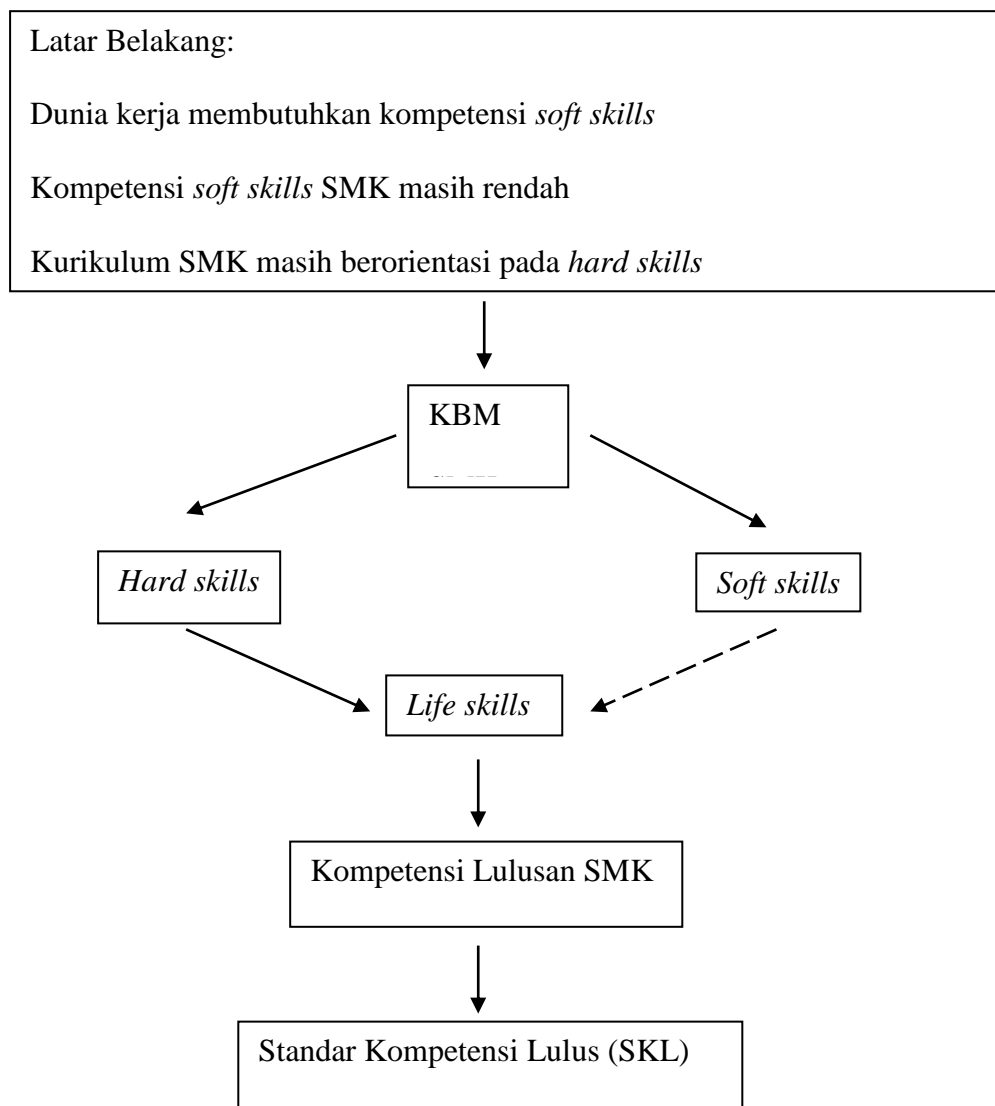 Latar Belakang:
Dunia kerja membutuhkan kompetensi soft skills
Kompetensi soft skills SMK masih rendah
Kurikulum SMK masih berorientasi pada hard skills
KBM
Hard skills
Soft skills
Life skills
Kompetensi Lulusan SMK
Standar Kompetensi Lulus (SKL)